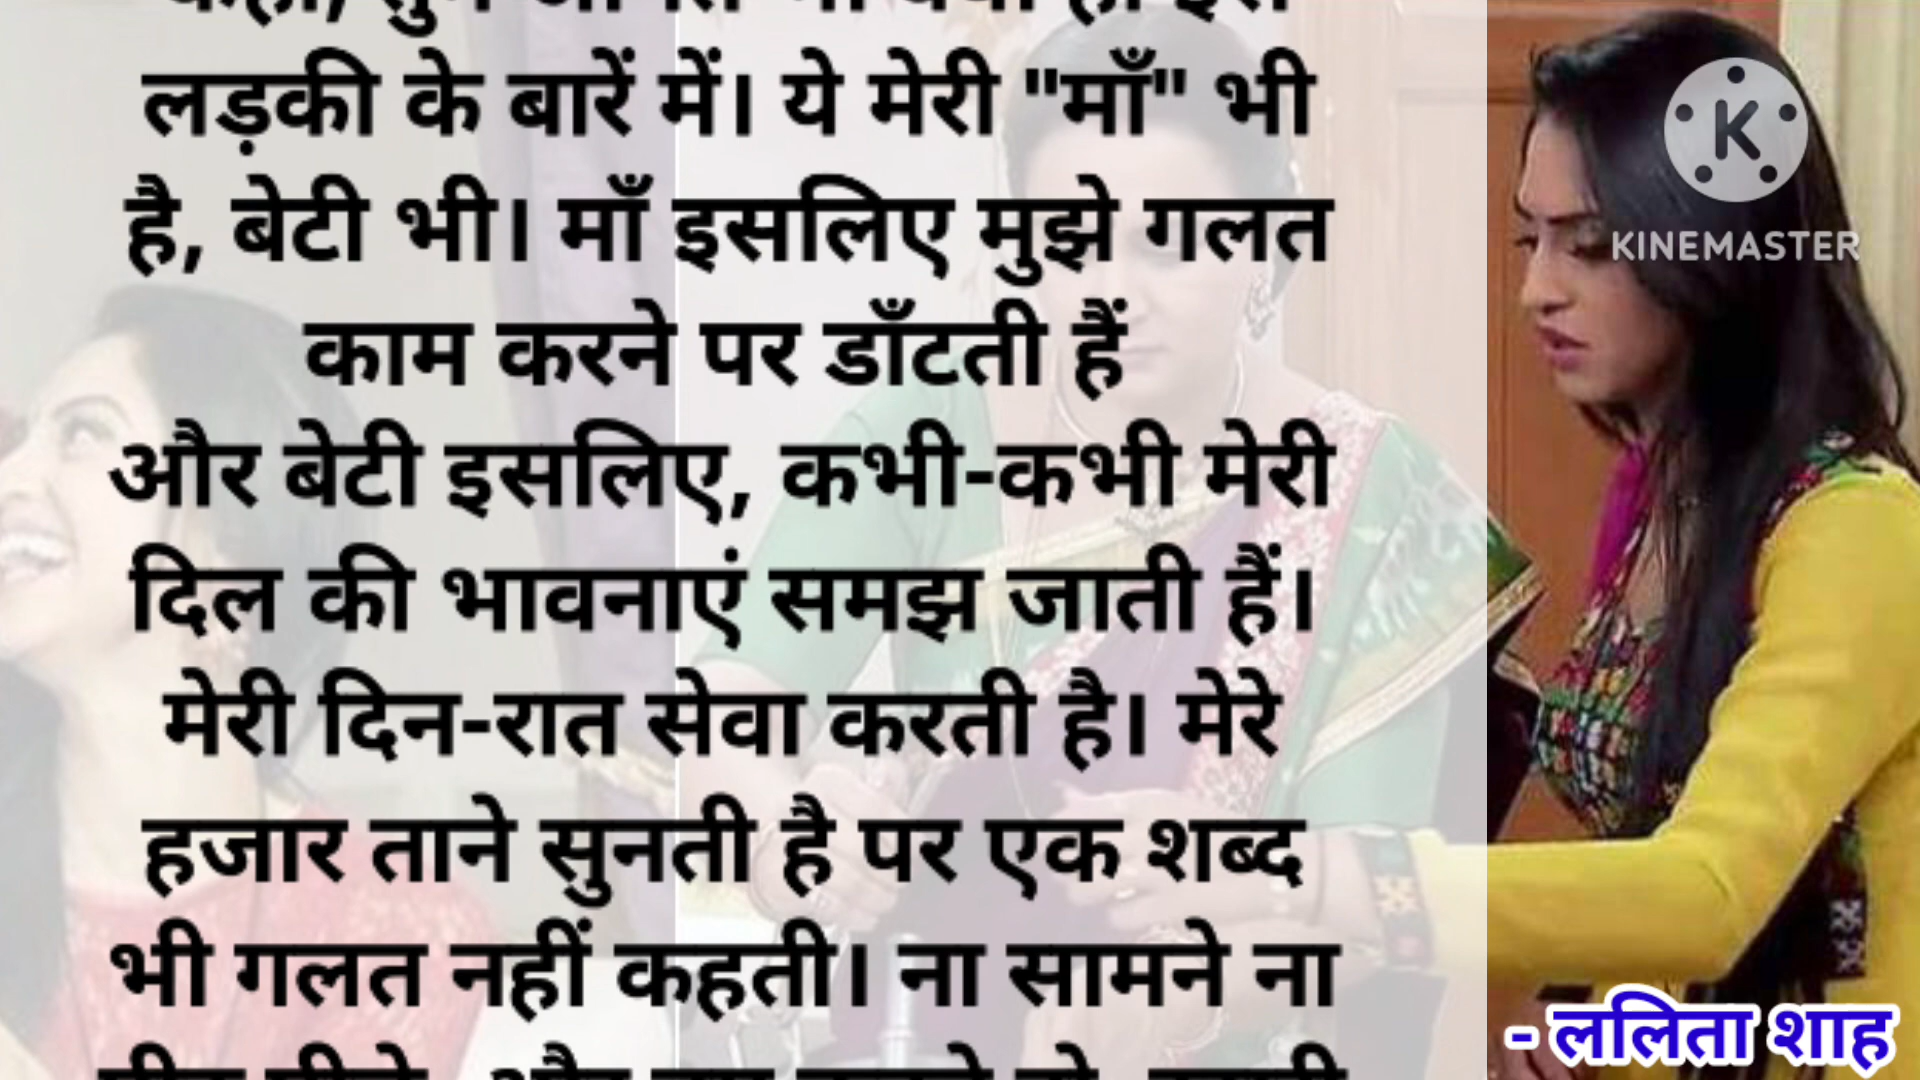 लड़की के बारें में। ये मेरी "माँ" भी
है, बेटी भी। माँ इसलिए मुझे गलत
काम करने पर डाँटती हैं
और बेटी इसलिए, कभी-कभी मेरी
दिल की भावनाएं समझ जाती हैं।
मेरी दिन-रात सेवा करती है। मेरे
हजार ताने सुनती है पर एक शब्द
भी गलत नहीं कहती। ना सामने ना
KINEMASTER
- ललिता शाह